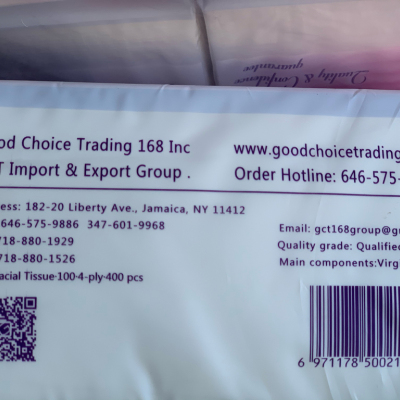 Quality & Confidence
guarantee
od Choice Trading 168 Inc
T Import & Export Group .
www.goodchoicetrading
Order Hotline: 646-575-
ess: 182-20 Liberty Ave., Jamaica, NY 11412
646-575-9886 347-601-9968
718-880-1929
718-880-1526
acial Tissue·100·4-ply·400 pcs
Email: gct168group@g
Quality grade: Qualified
Main components:Virg
6 971178 50021